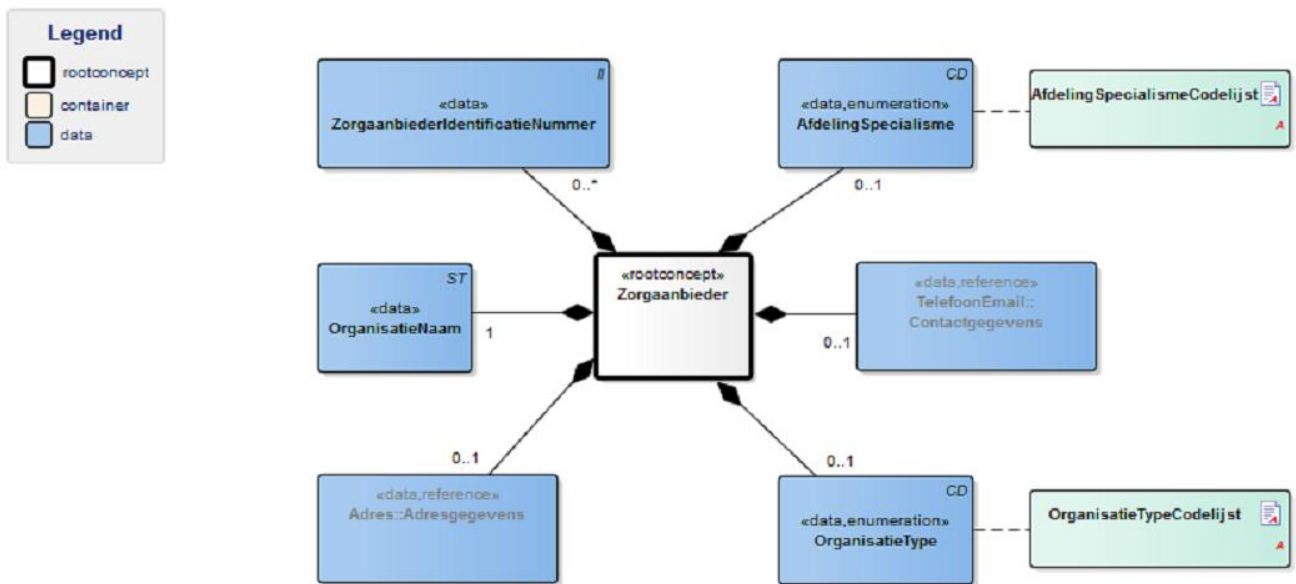 Legend
rootconcept
container
data
II
«data»
ZorgaanbiederIdentificatieNummer
0..*
CD
«data,enumeration»
AfdelingSpecialisme
0..1
AfdelingSpecialismeCodelijst
A
ST
«data»
OrganisatieNaam
1
«rootconcept»
Zorgaanbieder
«data,reference»
TelefoonEmail::
Contactgegevens
0..1
0..1
«data,reference»
Adres::Adresgegevens
0..1
CD
«data,enumeration»
OrganisatieType
OrganisatieTypeCodelijst
A